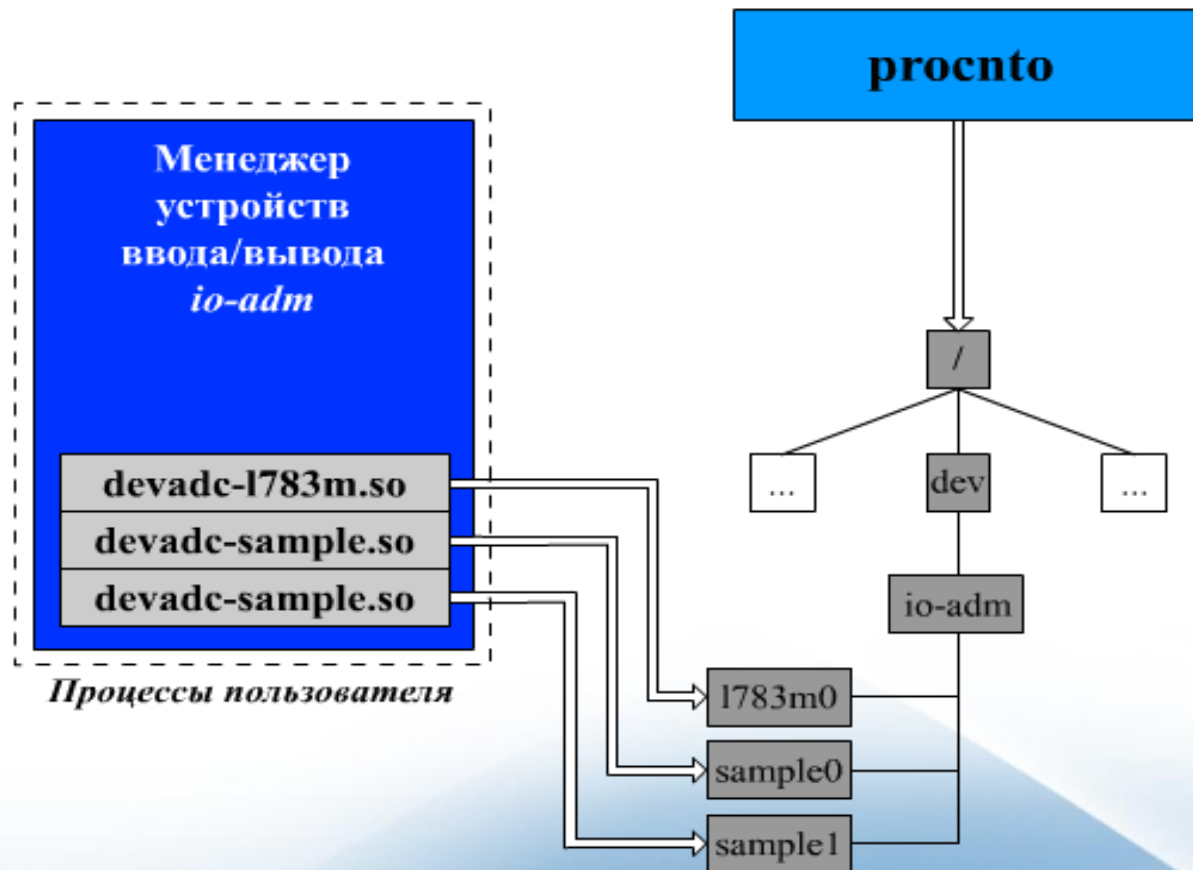 procnto
Менеджер
устройств
ввода/вывода
io-adm
devadc-l783m.so
devadc-sample.so
devadc-sample.so
Процессы пользователя
/
...
dev
...
io-adm
l783m0
sample0
sample1